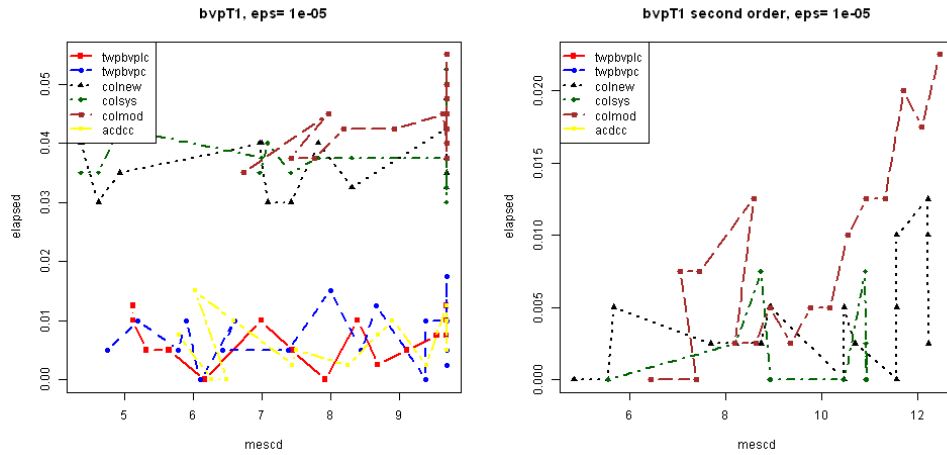 bvpT1, eps= 1e-05
twpbvplc
twpbvpc
colnew
colsys
colmod
acdcc
elapsed
0.00
0.01
0.02
0.03
0.04
0.05
5
6
7
8
9
mescd
bvpT1 second order, eps= 1e-05
twpbvplc
twpbvpc
colnew
colsys
colmod
acdcc
elapsed
0.000
0.005
0.010
0.015
0.020
6
8
10
12
mescd